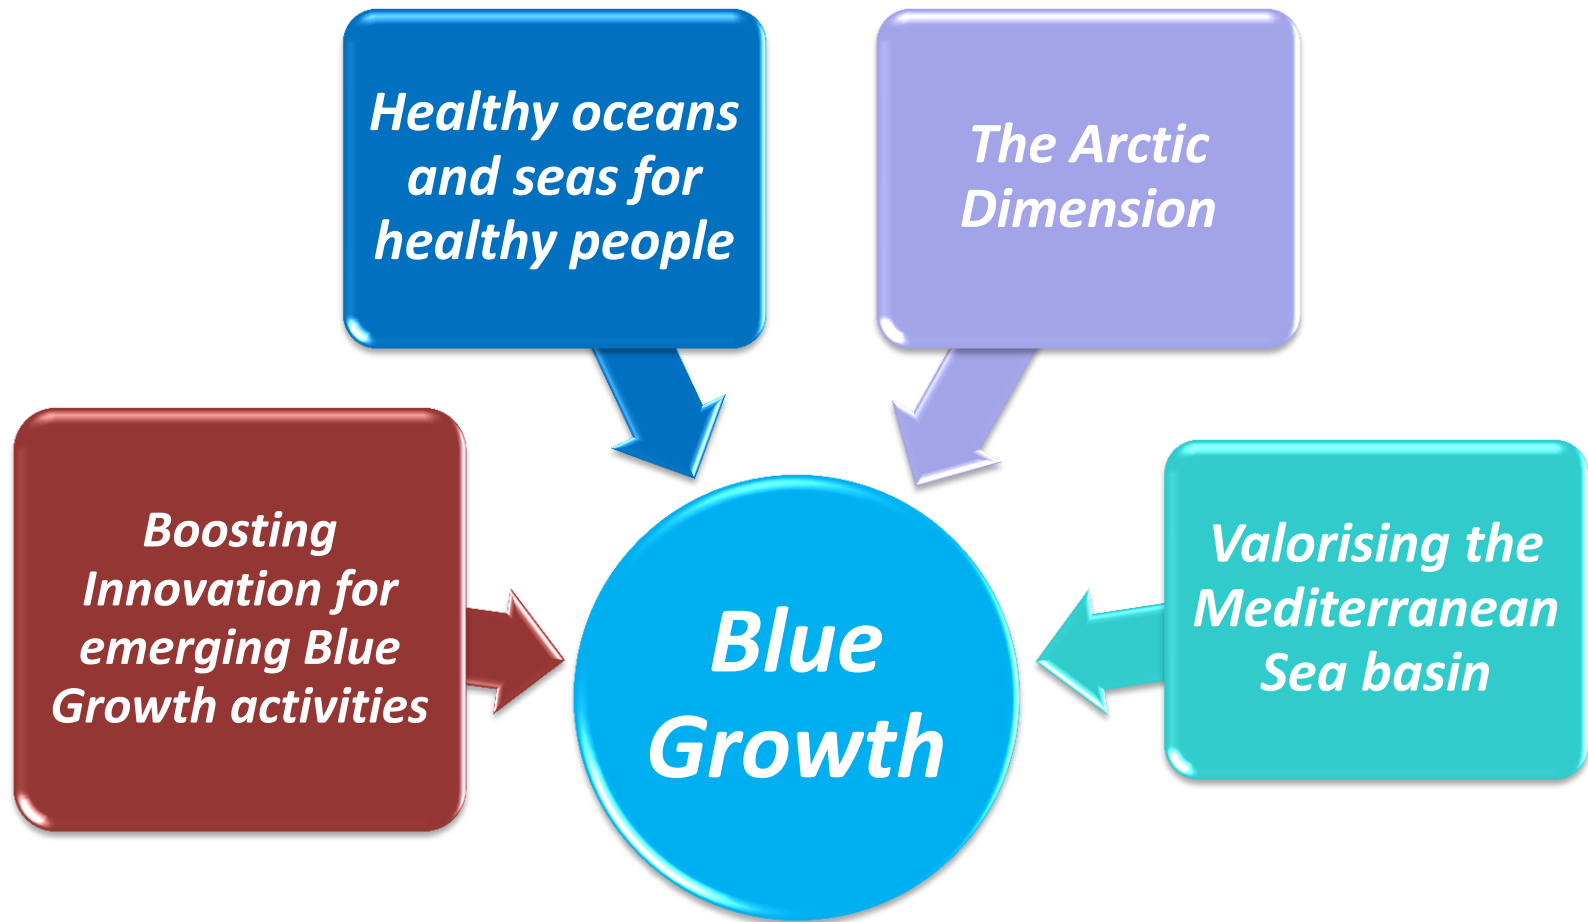 Healthy oceans
and seas for
healthy people
The Arctic
Dimension
Boosting
Innovation for
emerging Blue
Growth activities
Valorising the
Mediterranean
Sea basin
Blue
Growth